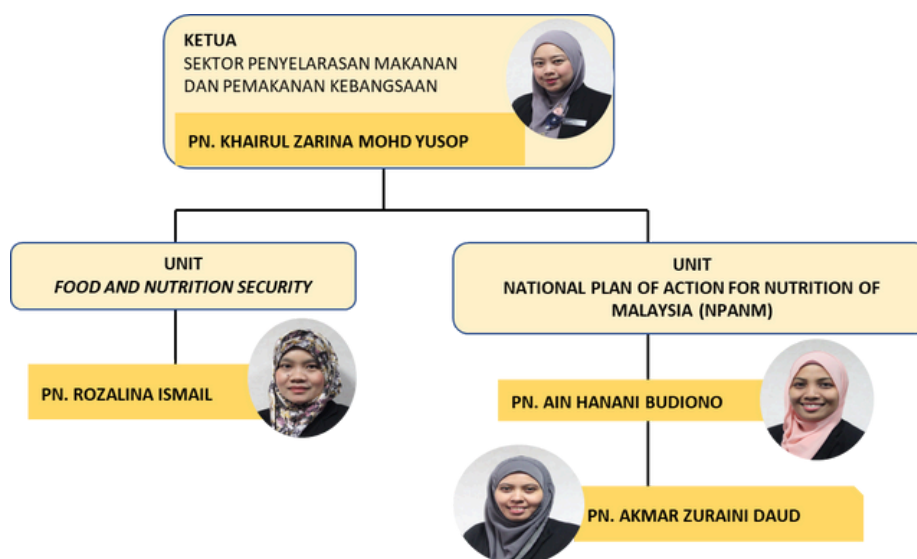 KETUA
SEKTOR PENYELARASAN MAKANAN
DAN PEMAKANAN KEBANGSAAN
PN. KHAIRUL ZARINA MOHD YUSOP
UNIT
FOOD AND NUTRITION SECURITY
PN. ROZALINA ISMAIL
UNIT
NATIONAL PLAN OF ACTION FOR NUTRITION OF
MALAYSIA (NPANM)
PN. AIN HANANI BUDIONO
PN. AKMAR ZURAINI DAUD